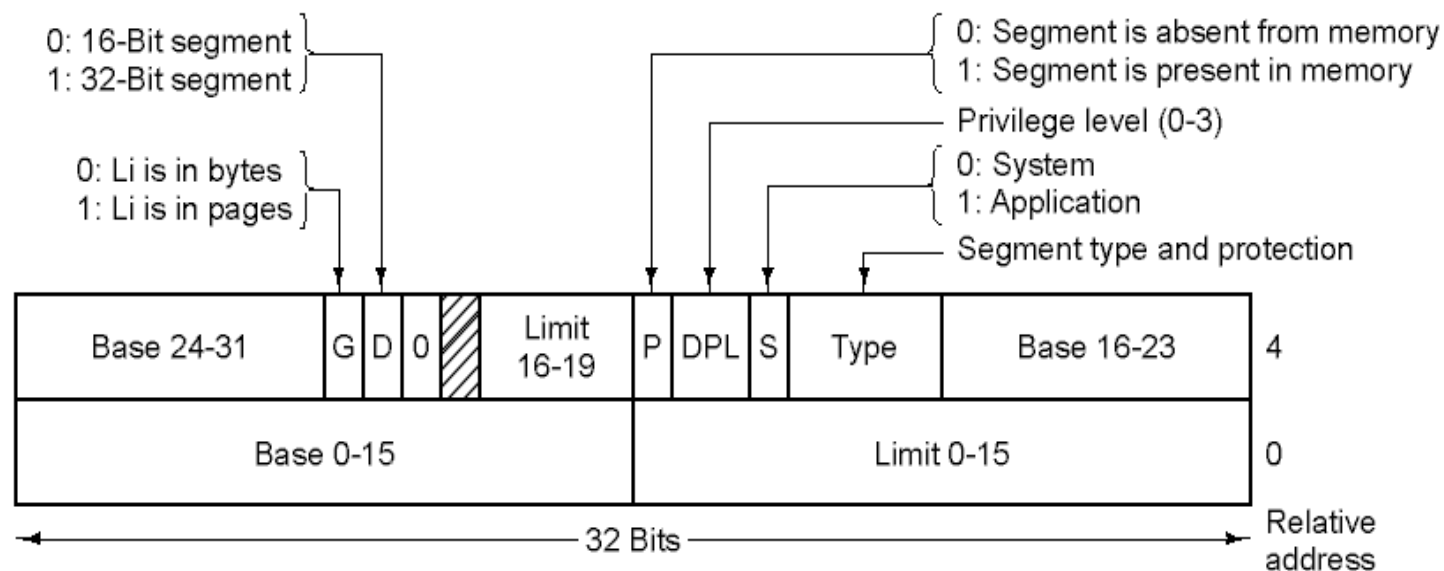 0: 16-Bit segment
1: 32-Bit segment
0: Li is in bytes
1: Li is in pages
0: Segment is absent from memory
1: Segment is present in memory
Privilege level (0-3)
0: System
1: Application
Segment type and protection
Base 24-31
G
D
0
Limit
16-19
P
DPL
S
Type
Base 16-23
4
Base 0-15
Limit 0-15
0
32 Bits
Relative
address